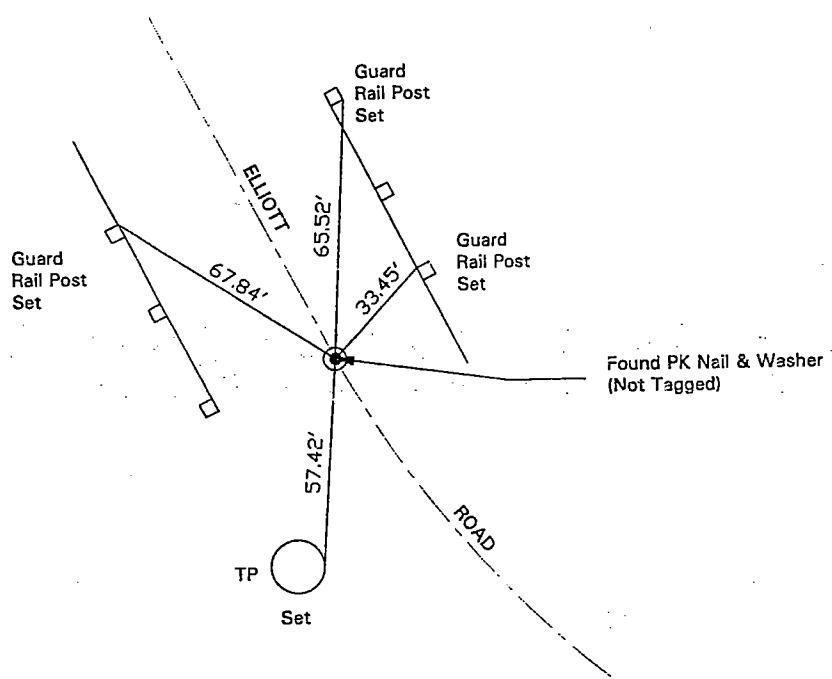 Guard
Rail Post
Set
ELLIOTT
65.52'
Guard
Rail Post
Set
Guard
Rail Post
Set
67.84'
33.45'
Found PK Nail & Washer
(Not Tagged)
57.42'
ROAD
TP
Set